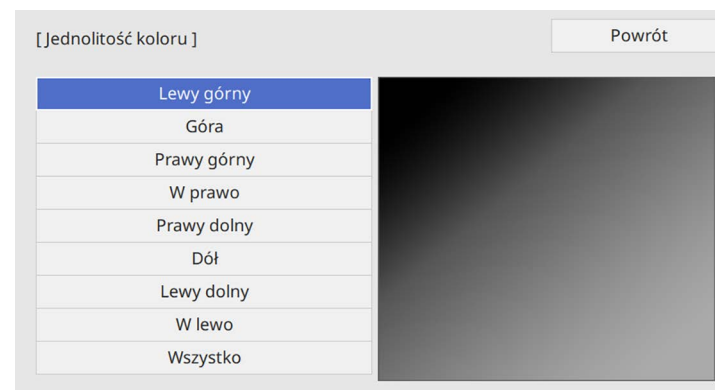 [ Jednolitość koloru ]
Powrót
Lewy górny
Góra
Prawy górny
W prawo
Prawy dolny
Dół
Lewy dolny
W lewo
Wszystko